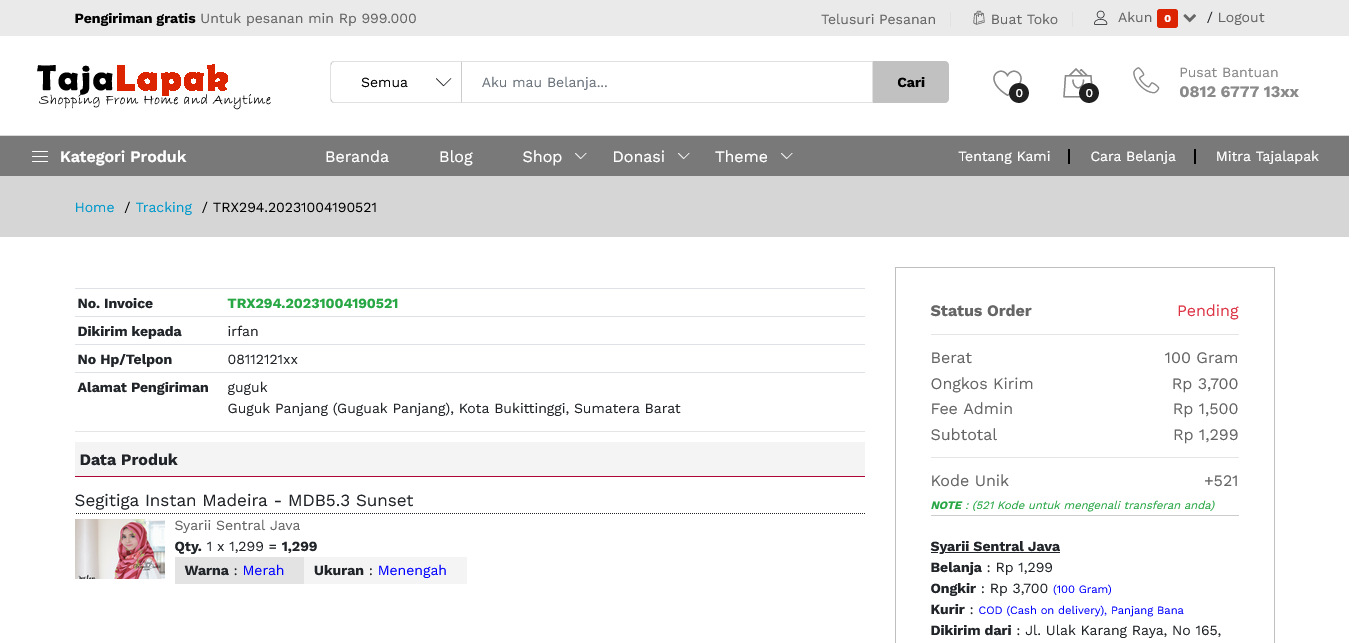 Pengiriman gratis Untuk pesanan min Rp 999.000
Telusuri Pesanan Buat Toko Akun 0 / Logout
TajaLapak
Shopping From Home and Anytime
Semua Aku mau Belanja... Cari
0 0
Pusat Bantuan
0812 6777 13xx
Kategori Produk Beranda Blog Shop Donasi Theme Tentang Kami Cara Belanja Mitra Tajalapak
Home / Tracking / TRX294.20231004190521
No. Invoice TRX294.20231004190521
Dikirim kepada irfan
No Hp/Telpon 08112121xx
Alamat Pengiriman guguk
Guguk Panjang (Guguak Panjang), Kota Bukittinggi, Sumatera Barat
Data Produk
Segitiga Instan Madeira - MDB5.3 Sunset
Syarii Sentral Java
Qty. 1 x 1,299 = 1,299
Warna : Merah Ukuran : Menengah
Status Order Pending
Berat 100 Gram
Ongkos Kirim Rp 3,700
Fee Admin Rp 1,500
Subtotal Rp 1,299
Kode Unik +521
NOTE : (521 Kode untuk mengenali transferan anda)
Syarii Sentral Java
Belanja : Rp 1,299
Ongkir : Rp 3,700 (100 Gram)
Kurir : COD (Cash on delivery), Panjang Bana
Dikirim dari : Jl. Ulak Karang Raya, No 165,